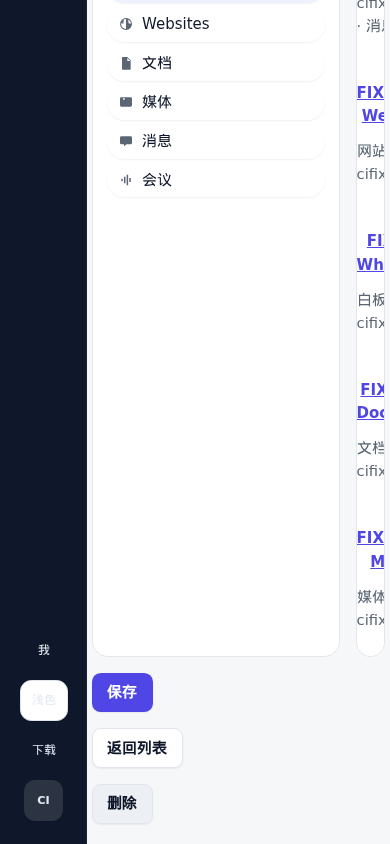 Websites
文档
媒体
消息
会议
cifix
· 消息
FIX
We
网站
cifix
FI
Wh
白板
cifix
FIX
Doc
文档
cifix
FIX
M
媒体
cifix
我
浅色
下载
CI
保存
返回列表
删除